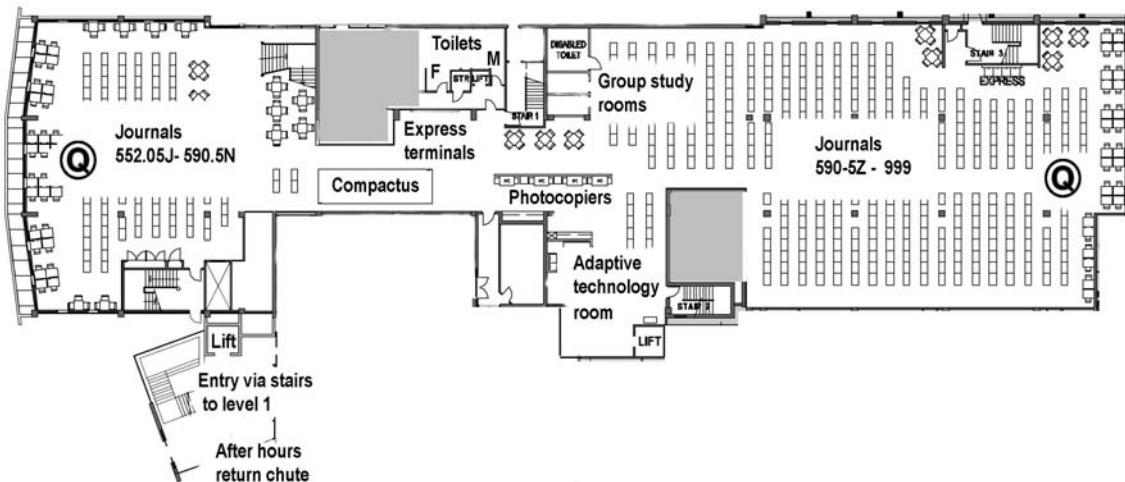 Toilets
F
M
STR
LIFT
DISABLED
TOILET
STAIR 1
Group study
rooms
STAIR 3
EXPRESS
Journals
552.05J- 590.5N
Q
Express
terminals
Compactus
Photocopiers
Journals
590-5Z - 999
Q
Adaptive
technology
room
STAIR 2
LIFT
Lift
Entry via stairs
to level 1
After hours
return chute